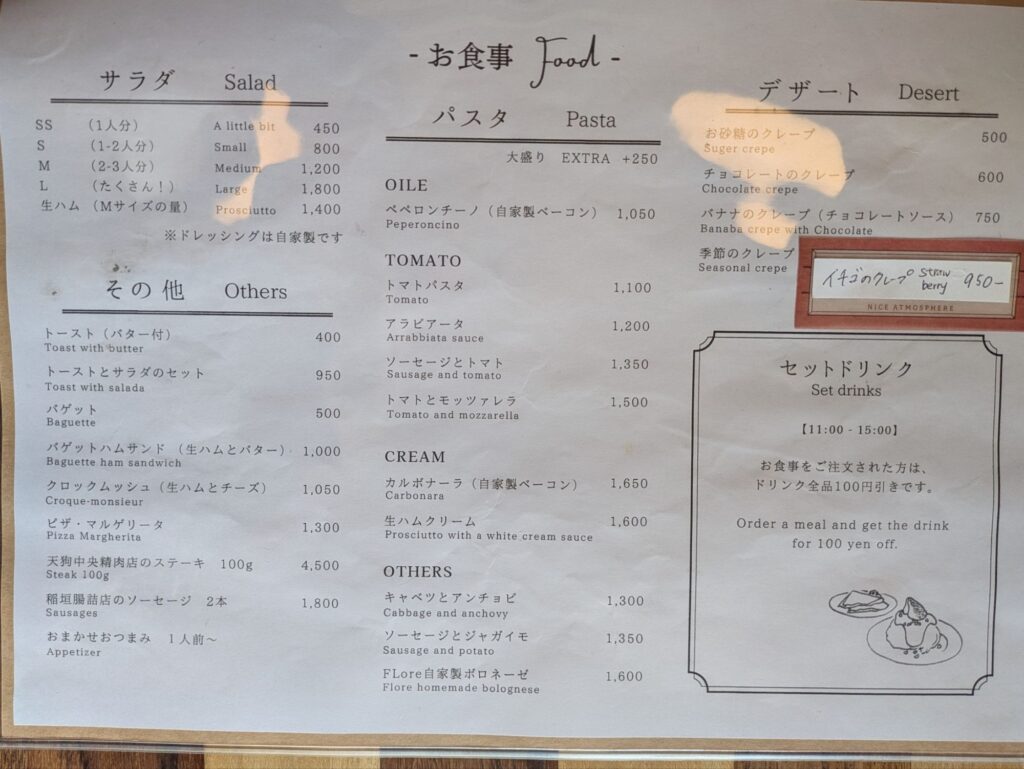 - お食事 Food -
サラダ Salad
SS （1人分） A little bit 450
S （1-2人分） Small 800
M （2-3人分） Medium 1,200
L （たくさん！） Large 1,800
生ハム （Mサイズの量） Prosciutto 1,400
※ドレッシングは自家製です
その他 Others
トースト（バター付） 400
Toast with butter
トーストとサラダのセット 950
Toast with salada
バゲット 500
Baguette
バゲットハムサンド （生ハムとバター） 1,000
Baguette ham sandwich
クロックムッシュ（生ハムとチーズ） 1,050
Croque-monsieur
ピザ・マルゲリータ 1,300
Pizza Margherita
天狗中央精肉店のステーキ 100g 4,500
Steak 100g
稲垣腸詰店のソーセージ 2本 1,800
Sausages
おまかせおつまみ 1人前～
Appetizer
パスタ Pasta
大盛り EXTRA +250
OILE
ペペロンチーノ（自家製ベーコン） 1,050
Peperoncino
TOMATO
トマトパスタ 1,100
Tomato
アラビアータ 1,200
Arrabbiata sauce
ソーセージとトマト 1,350
Sausage and tomato
トマトとモッツァレラ 1,500
Tomato and mozzarella
CREAM
カルボナーラ（自家製ベーコン） 1,650
Carbonara
生ハムクリーム 1,600
Prosciutto with a white cream sauce
OTHERS
キャベツとアンチョビ 1,300
Cabbage and anchovy
ソーセージとジャガイモ 1,350
Sausage and potato
FLore自家製ボロネーゼ 1,600
Flore homemade bolognese
デザート Desert
お砂糖のクレープ 500
Suger crepe
チョコレートのクレープ 600
Chocolate crepe
バナナのクレープ（チョコレートソース） 750
Banaba crepe with Chocolate
季節のクレープ
Seasonal crepe
イチゴのクレープ straw berry 950-
NICE ATMOSPHERE
セットドリンク
Set drinks
【11:00 - 15:00】
お食事をご注文された方は、
ドリンク全品100円引きです。
Order a meal and get the drink
for 100 yen off.